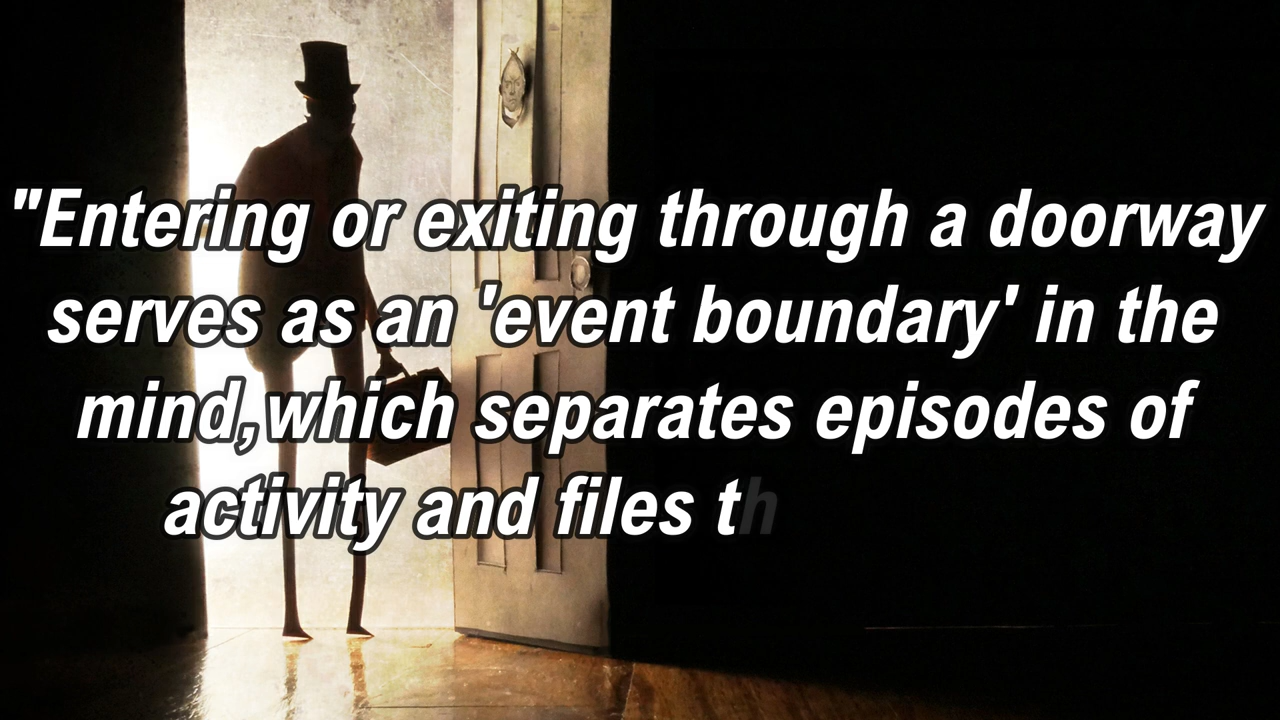 "Entering or exiting through a doorway
serves as an 'event boundary' in the
mind,which separates episodes of
activity and files th